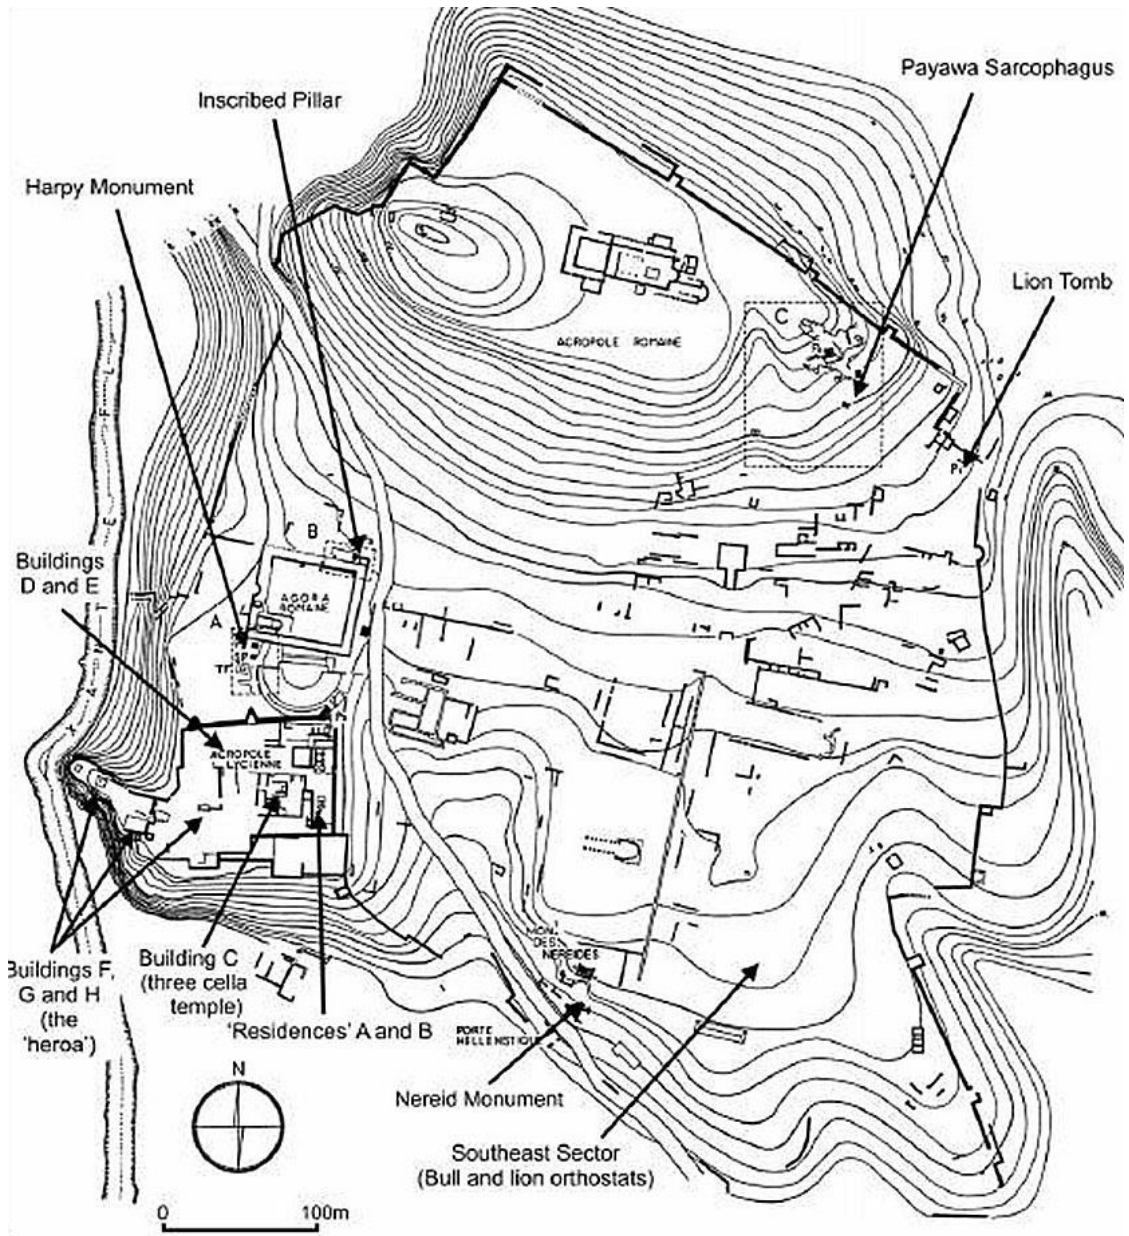 Payawa Sarcophagus
Inscribed Pillar
Harpy Monument
Lion Tomb
C
ACROPOLE ROMAINE
B
Buildings
D and E
AGORA
ROMAINE
A
ACROPOLE
LYCIENNE
MON.
DES
NEREIDES
Buildings F,
G and H
(the
'heroa')
Building C
(three cella
temple)
'Residences' A and B
PORTE
HELLENISTIQUE
Nereid Monument
Southeast Sector
(Bull and lion orthostats)
N
0 100m